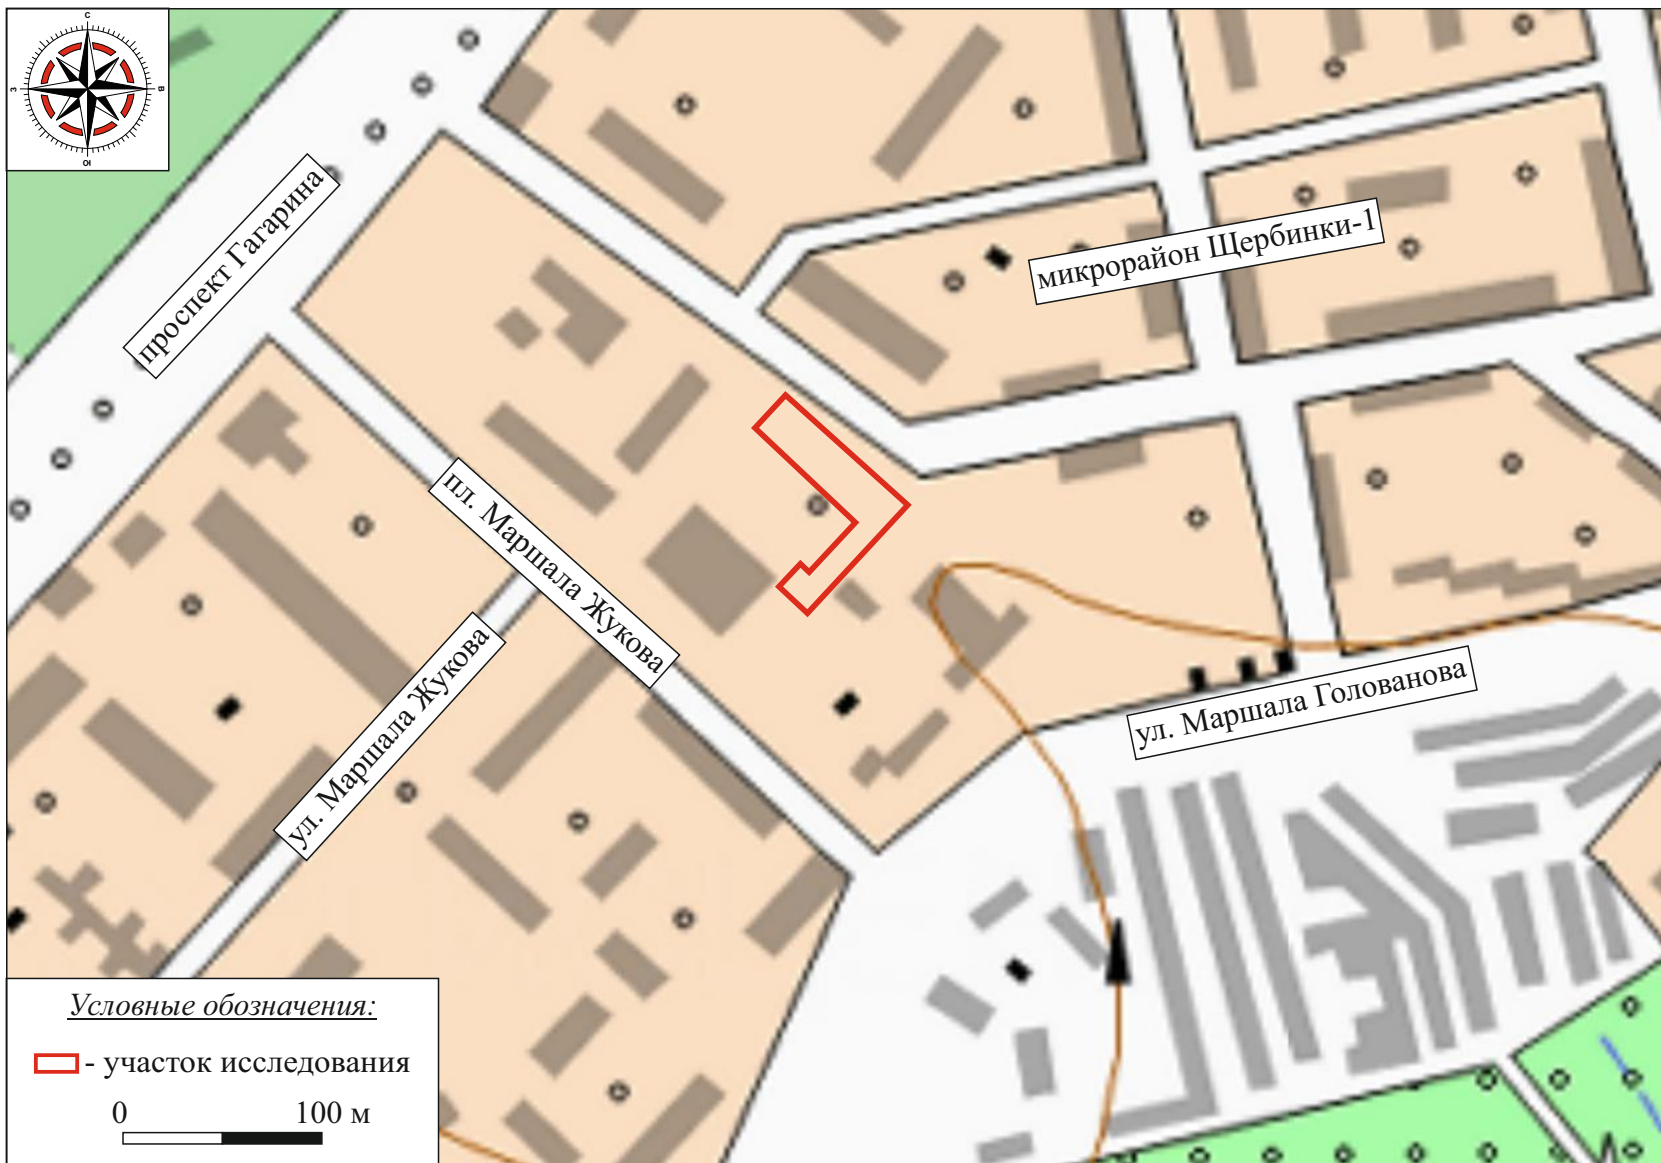 С
З
В
Ю
проспект Гагарина
микрорайон Щербинки-1
пл. Маршала Жукова
ул. Маршала Жукова
ул. Маршала Голованова
Условные обозначения:
- участок исследования
0 100 м